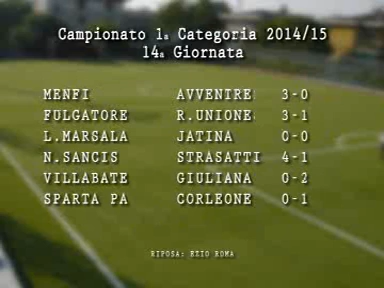 Campionato 1a Categoria 2014/15
14a Giornata
MENFI AVVENIRE 3-0
FULGATORE R.UNIONE 3-1
L.MARSALA JATINA 0-0
N.SANCIS STRASATTI 4-1
VILLABATE GIULIANA 0-2
SPARTA PA CORLEONE 0-1
RIPOSA: EZIO ROMA